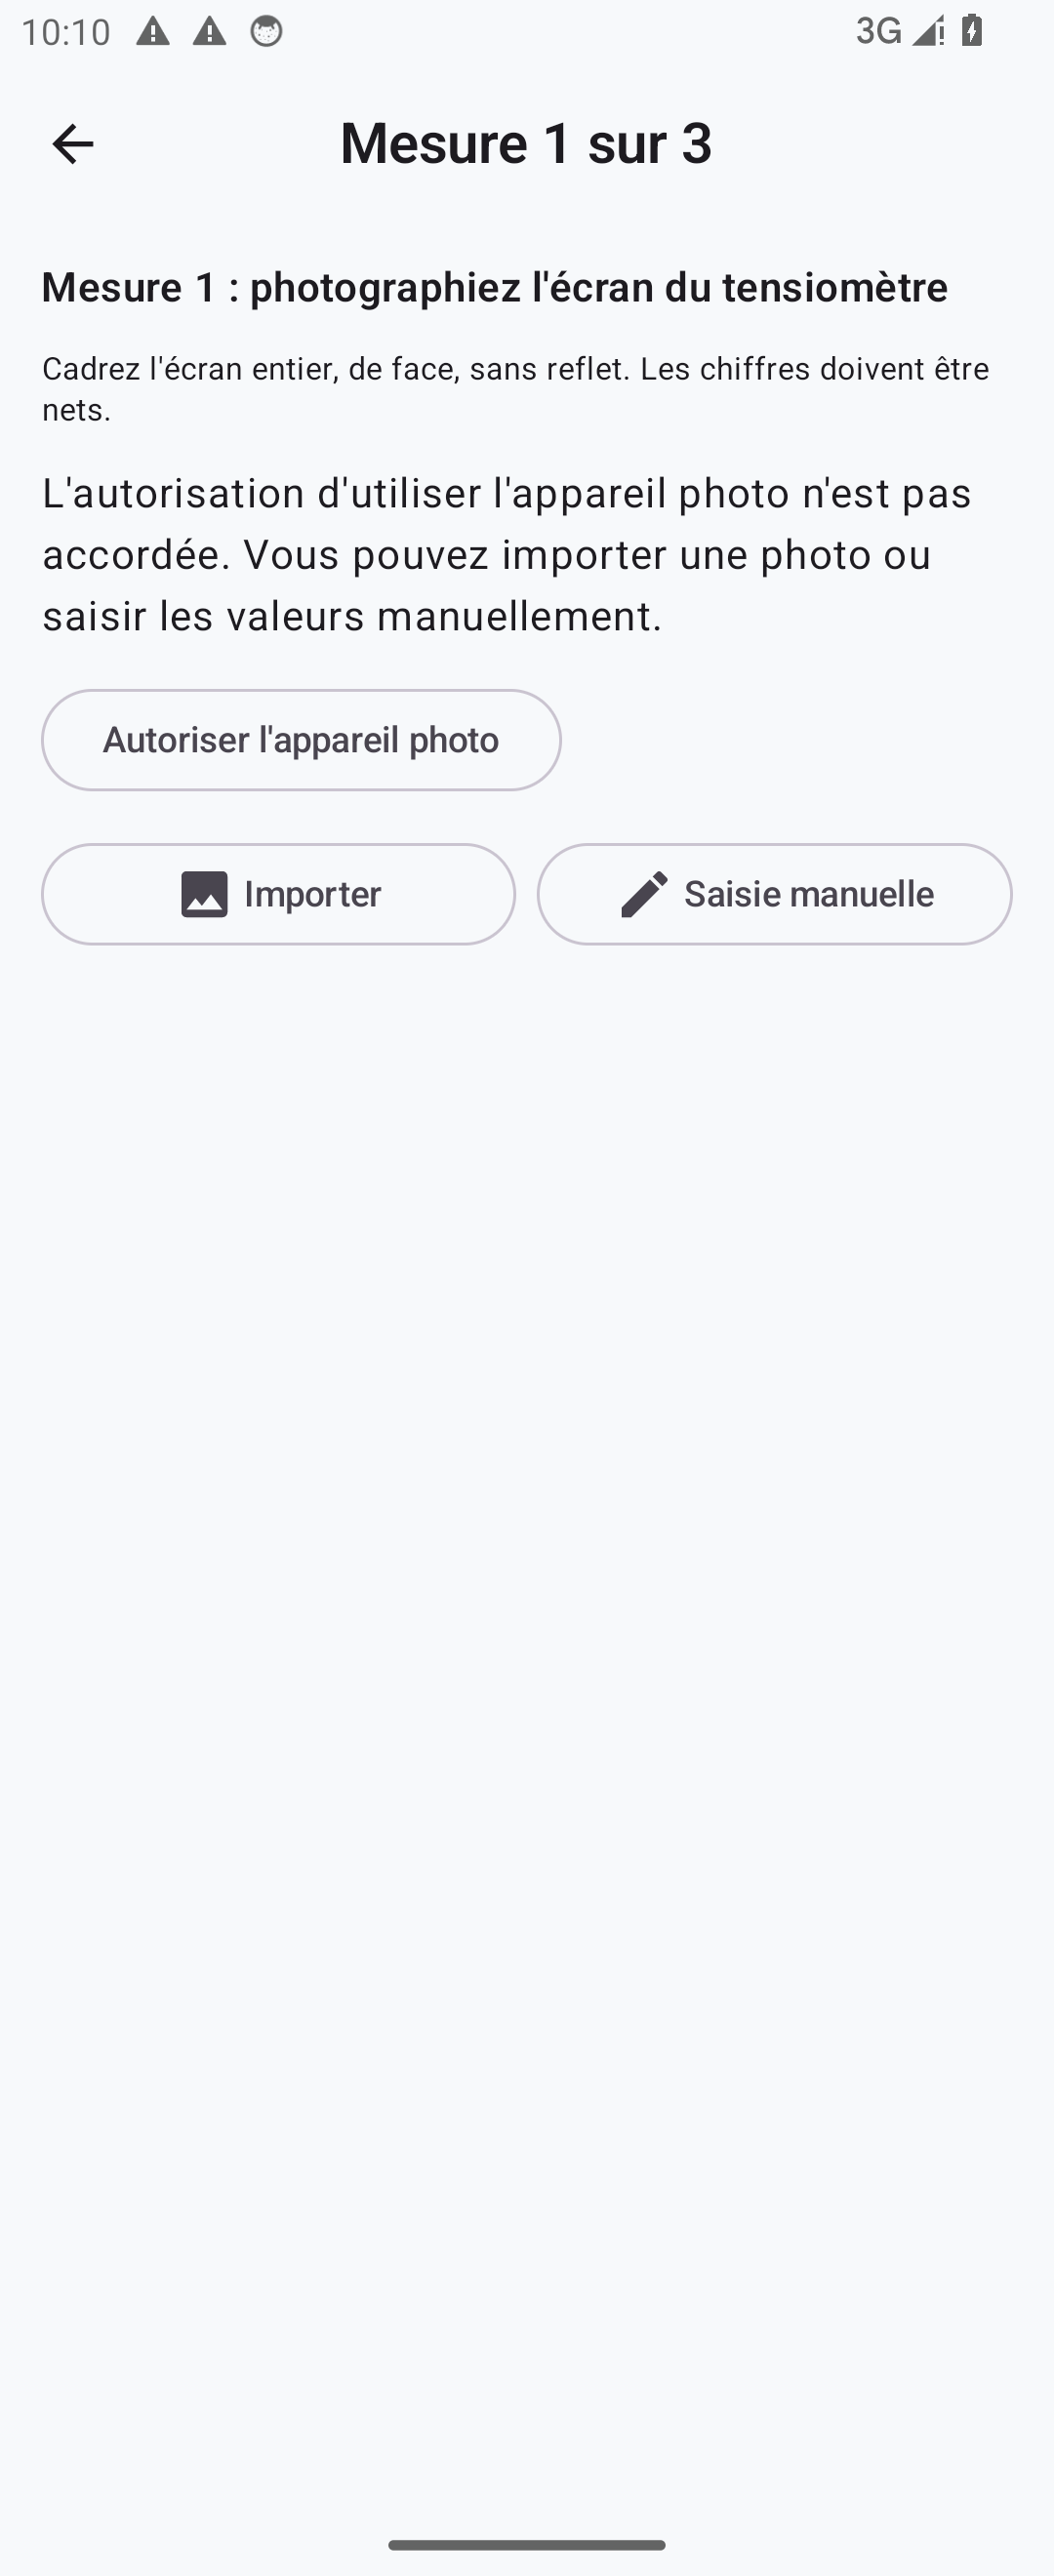 10:10
3G
Mesure 1 sur 3
Mesure 1 : photographiez l'écran du tensiomètre
Cadrez l'écran entier, de face, sans reflet. Les chiffres doivent être
nets.
L'autorisation d'utiliser l'appareil photo n'est pas
accordée. Vous pouvez importer une photo ou
saisir les valeurs manuellement.
Autoriser l'appareil photo
Importer
Saisie manuelle